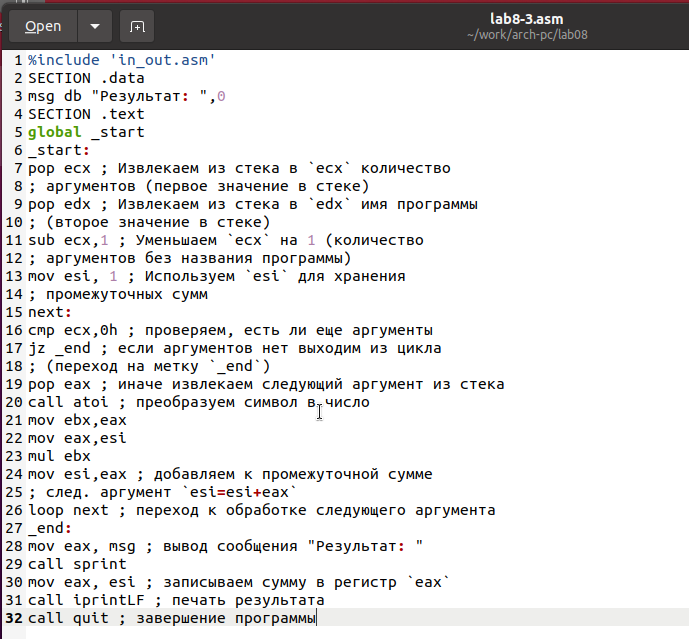 Open
lab8-3.asm
~/work/arch-pc/lab08
1 %include 'in_out.asm'
2 SECTION .data
3 msg db "Результат: ",0
4 SECTION .text
5 global _start
6 _start:
7 pop ecx ; Извлекаем из стека в `ecx` количество
8 ; аргументов (первое значение в стеке)
9 pop edx ; Извлекаем из стека в `edx` имя программы
10 ; (второе значение в стеке)
11 sub ecx,1 ; Уменьшаем `ecx` на 1 (количество
12 ; аргументов без названия программы)
13 mov esi, 1 ; Используем `esi` для хранения
14 ; промежуточных сумм
15 next:
16 cmp ecx,0h ; проверяем, есть ли еще аргументы
17 jz _end ; если аргументов нет выходим из цикла
18 ; (переход на метку `_end`)
19 pop eax ; иначе извлекаем следующий аргумент из стека
20 call atoi ; преобразуем символ в число
21 mov ebx,eax
22 mov eax,esi
23 mul ebx
24 mov esi,eax ; добавляем к промежуточной сумме
25 ; след. аргумент `esi=esi+eax`
26 loop next ; переход к обработке следующего аргумента
27 _end:
28 mov eax, msg ; вывод сообщения "Результат: "
29 call sprint
30 mov eax, esi ; записываем сумму в регистр `eax`
31 call iprintLF ; печать результата
32 call quit ; завершение программы